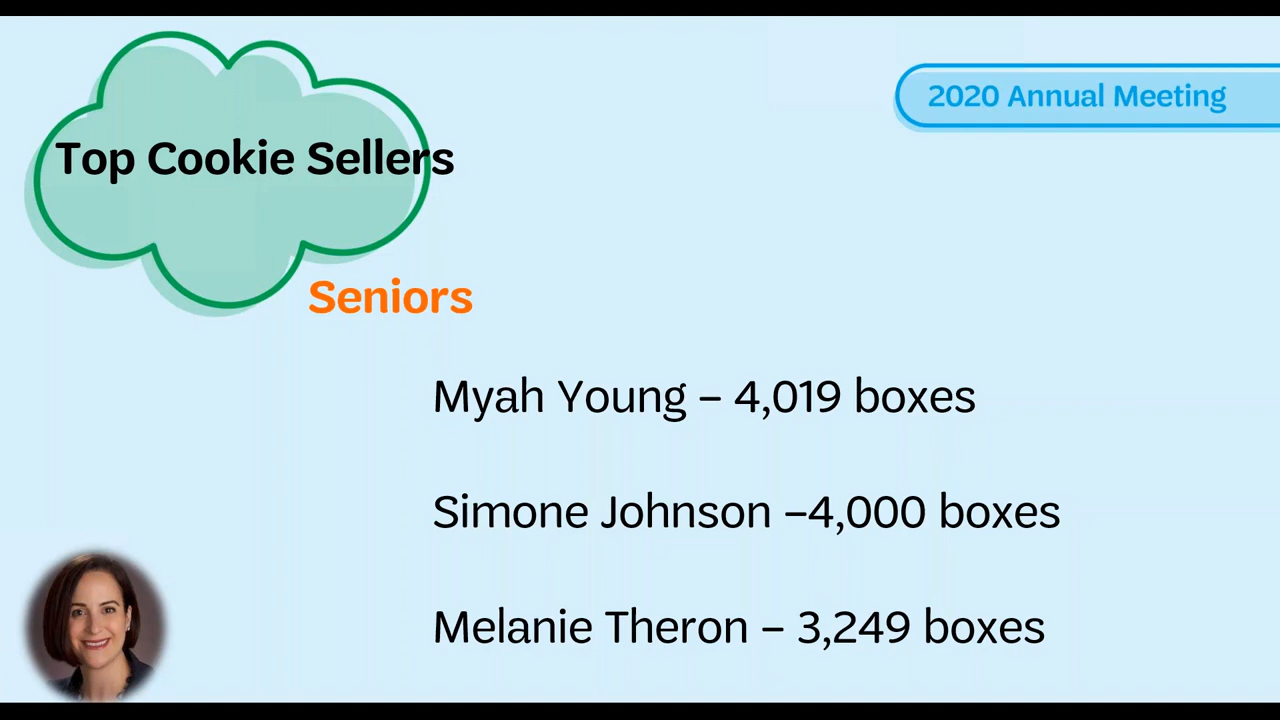 2020 Annual Meeting
Top Cookie Sellers
Seniors
Myah Young – 4,019 boxes
Simone Johnson –4,000 boxes
Melanie Theron – 3,249 boxes